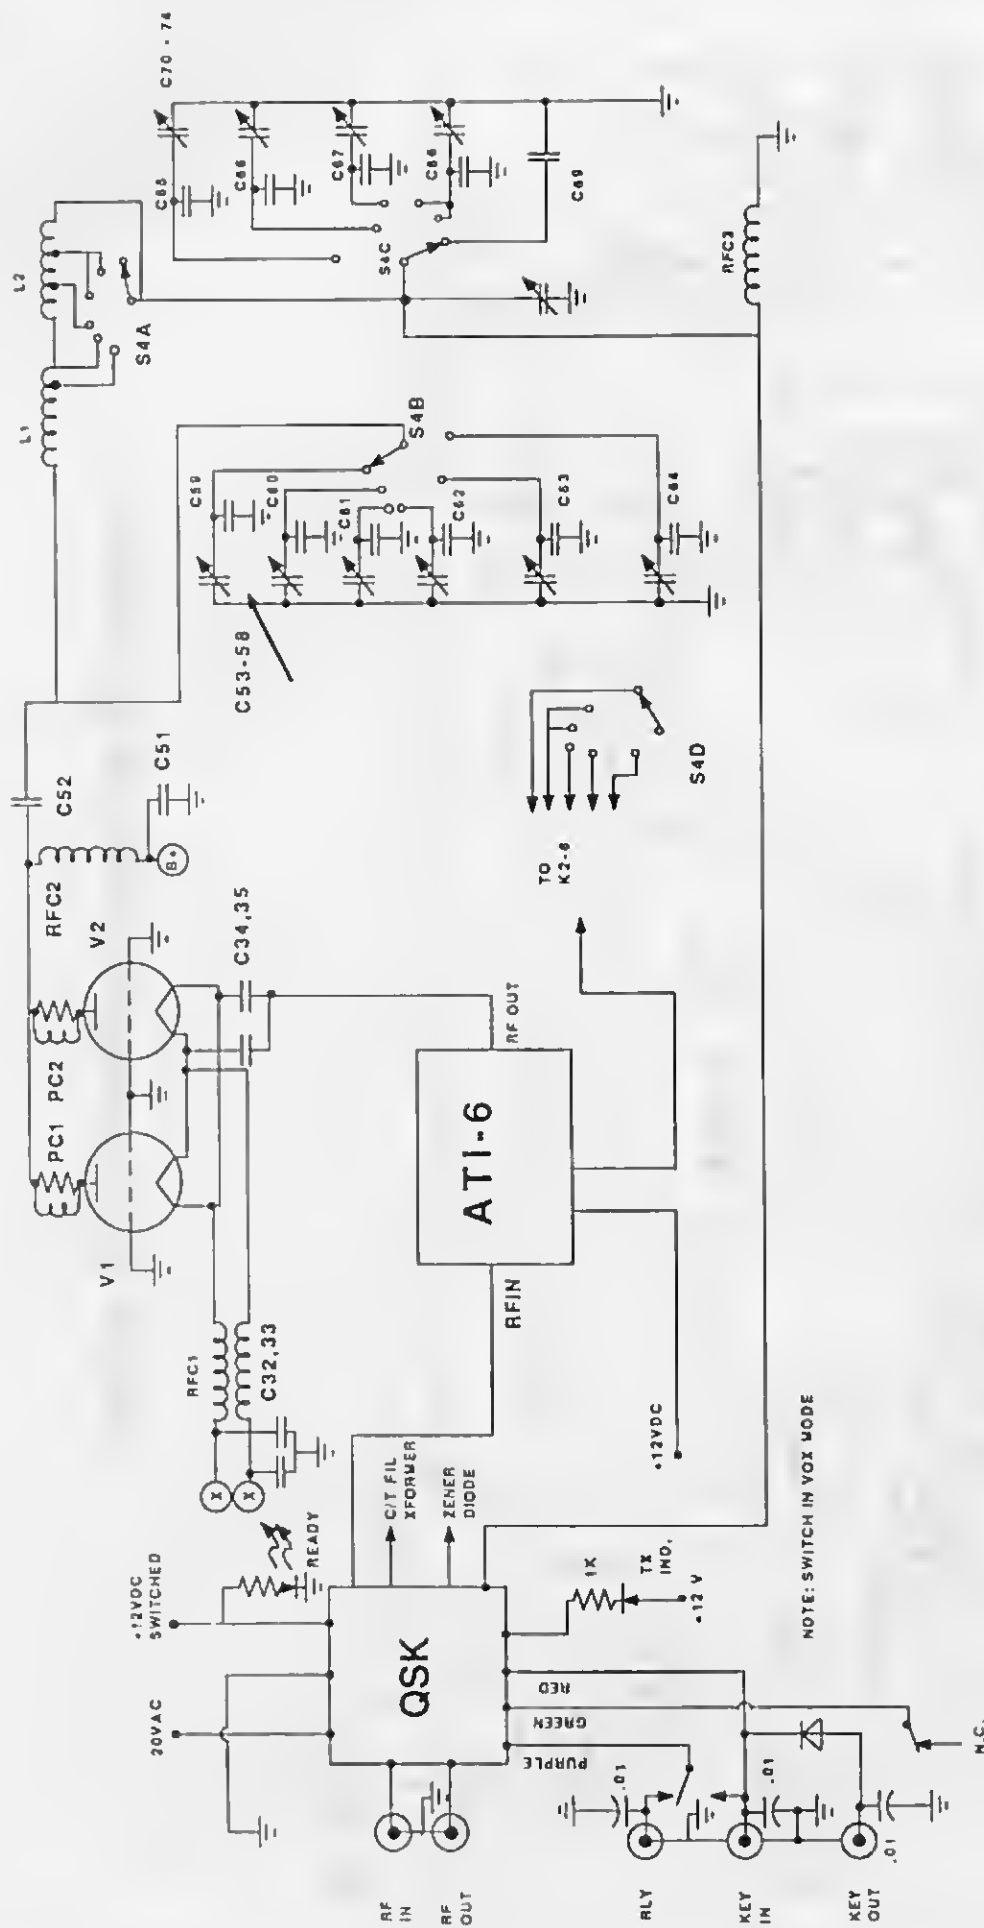 C70 - 74
C65
C66
C67
C68
C69
S4C
L2
L1
S4A
RFC3
S4B
C59
C60
C61
C62
C63
C64
C53-58
C52
C51
B+
RFC2
V2
PC1 PC2
V1
C34,35
RFC1
C32,33
X
X
RF OUT
ATI-6
RFIN
TO
K2-6
S4D
+12VDC
+12VDC
SWITCHED
20VAC
READY
C/T FIL
XFORMER
ZENER
DIODE
QSK
1K
TX
IND.
+12 V
RED
GREEN
PURPLE
.01
.01
.01
N.C.
RF
IN
RF
OUT
RLY
KEY
IN
KEY
OUT
NOTE: SWITCH IN VOX MODE